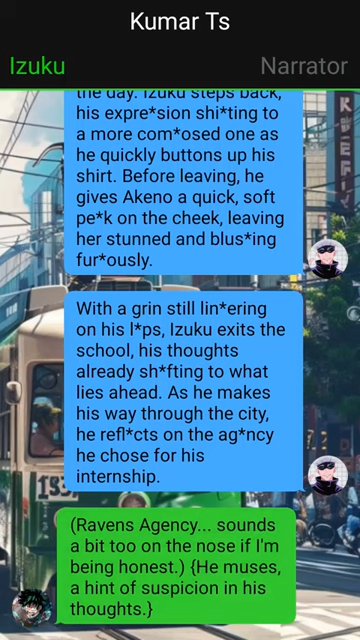 Kumar Ts
Izuku Narrator
the day. Izuku steps back,
his expre*sion shi*ting to
a more com*osed one as
he quickly buttons up his
shirt. Before leaving, he
gives Akeno a quick, soft
pe*k on the cheek, leaving
her stunned and blus*ing
fur*ously.
With a grin still lin*ering
on his l*ps, Izuku exits the
school, his thoughts
already sh*fting to what
lies ahead. As he makes
his way through the city,
he refl*cts on the ag*ncy
he chose for his
internship.
(Ravens Agency... sounds
a bit too on the nose if I'm
being honest.) {He muses,
a hint of suspicion in his
thoughts.}